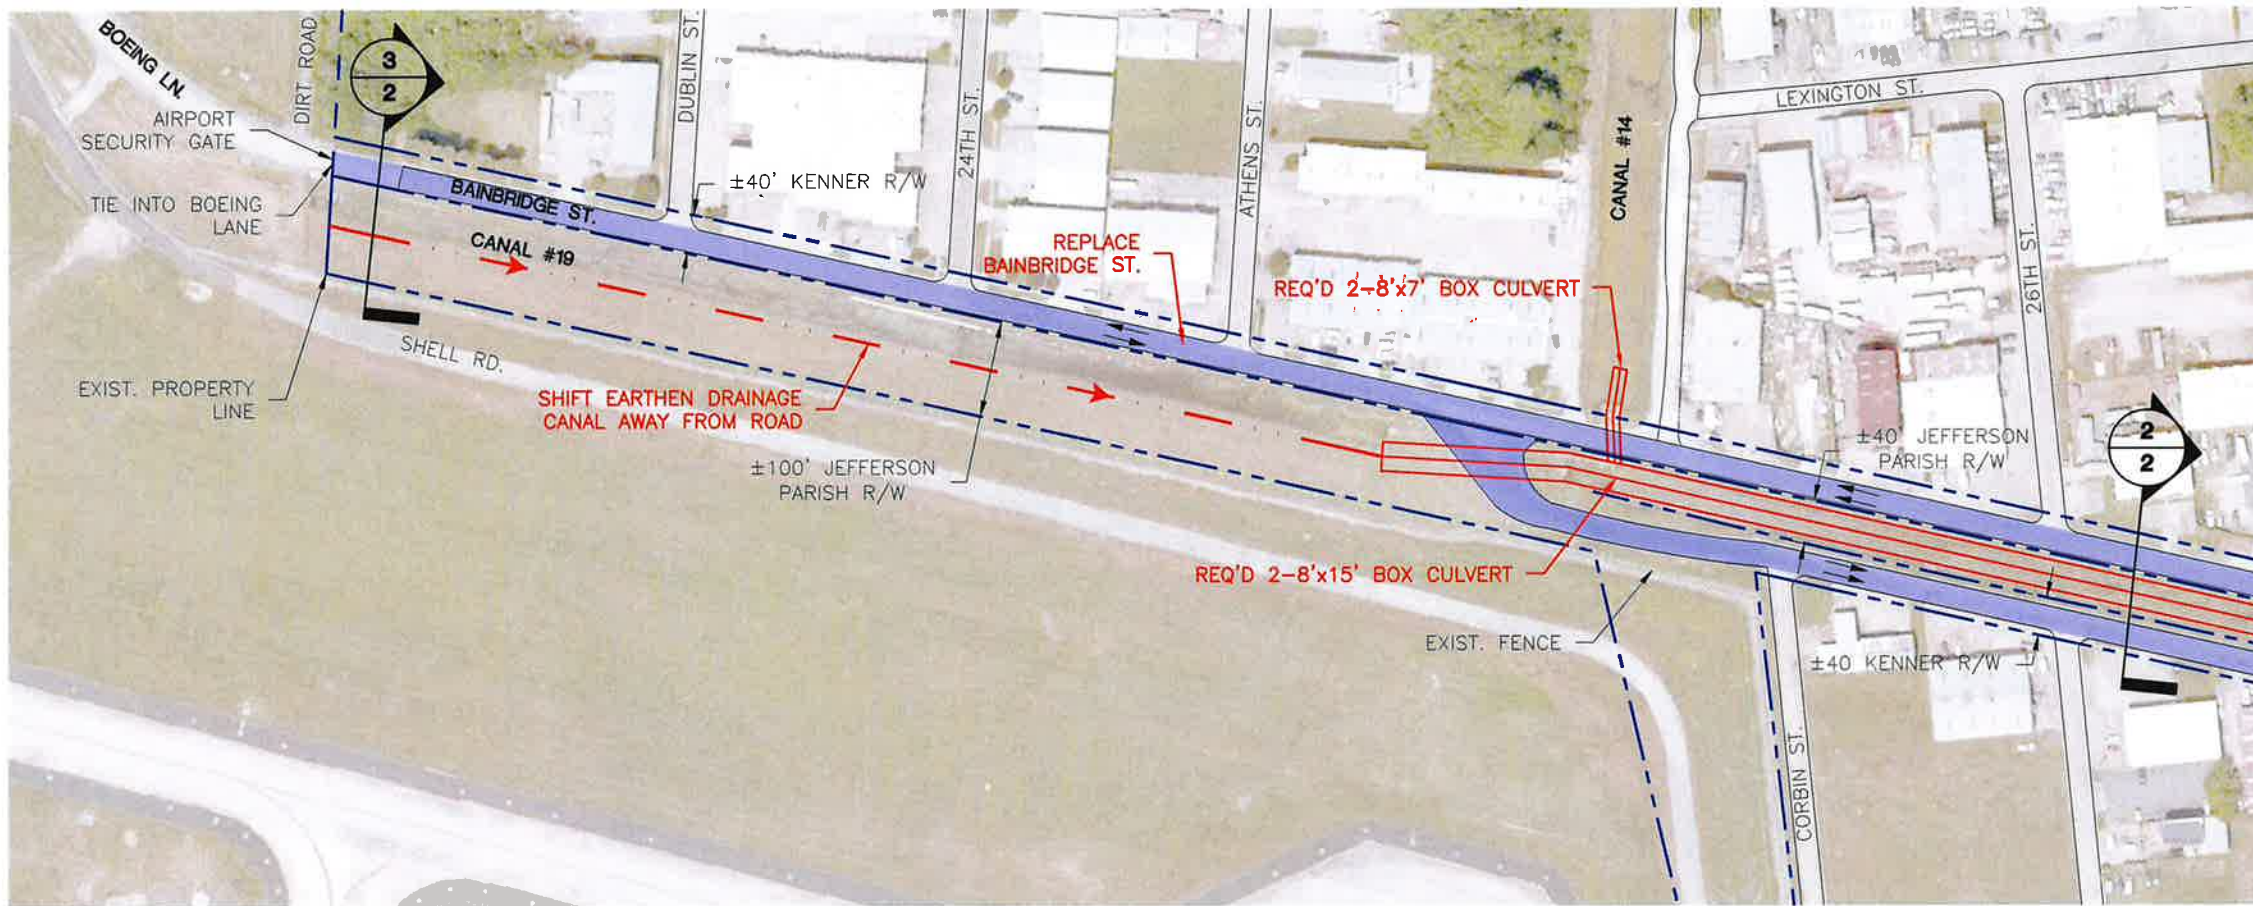 BOEING LN.
DIRT ROAD
3
2
AIRPORT
SECURITY GATE
TIE INTO BOEING
LANE
EXIST. PROPERTY
LINE
BAINBRIDGE ST.
CANAL #19
SHELL RD.
DUBLIN ST.
±40' KENNER R/W
24TH ST.
ATHENS ST.
REPLACE
BAINBRIDGE ST.
SHIFT EARTHEN DRAINAGE
CANAL AWAY FROM ROAD
±100' JEFFERSON
PARISH R/W
REQ'D 2-8'x7' BOX CULVERT
CANAL #14
LEXINGTON ST.
26TH ST.
±40' JEFFERSON
PARISH R/W
2
2
REQ'D 2-8'x15' BOX CULVERT
EXIST. FENCE
±40 KENNER R/W
CORBIN ST.